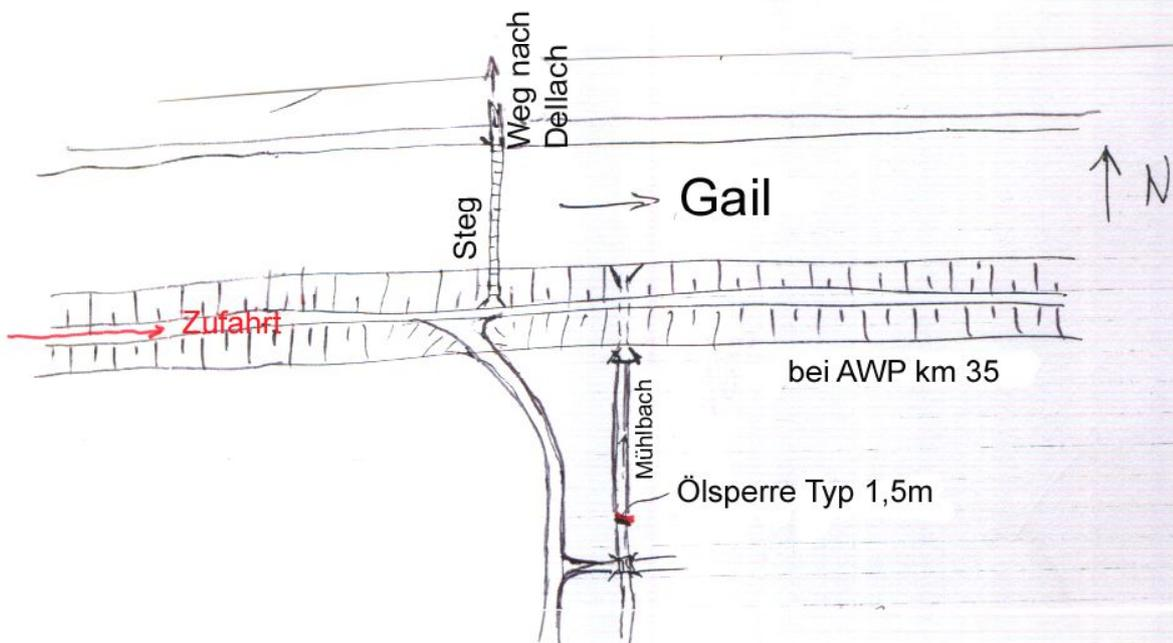 Weg nach
Dellach
Steg
Gail
N
Zufahrt
bei AWP km 35
Mühlbach
Ölsperre Typ 1,5m